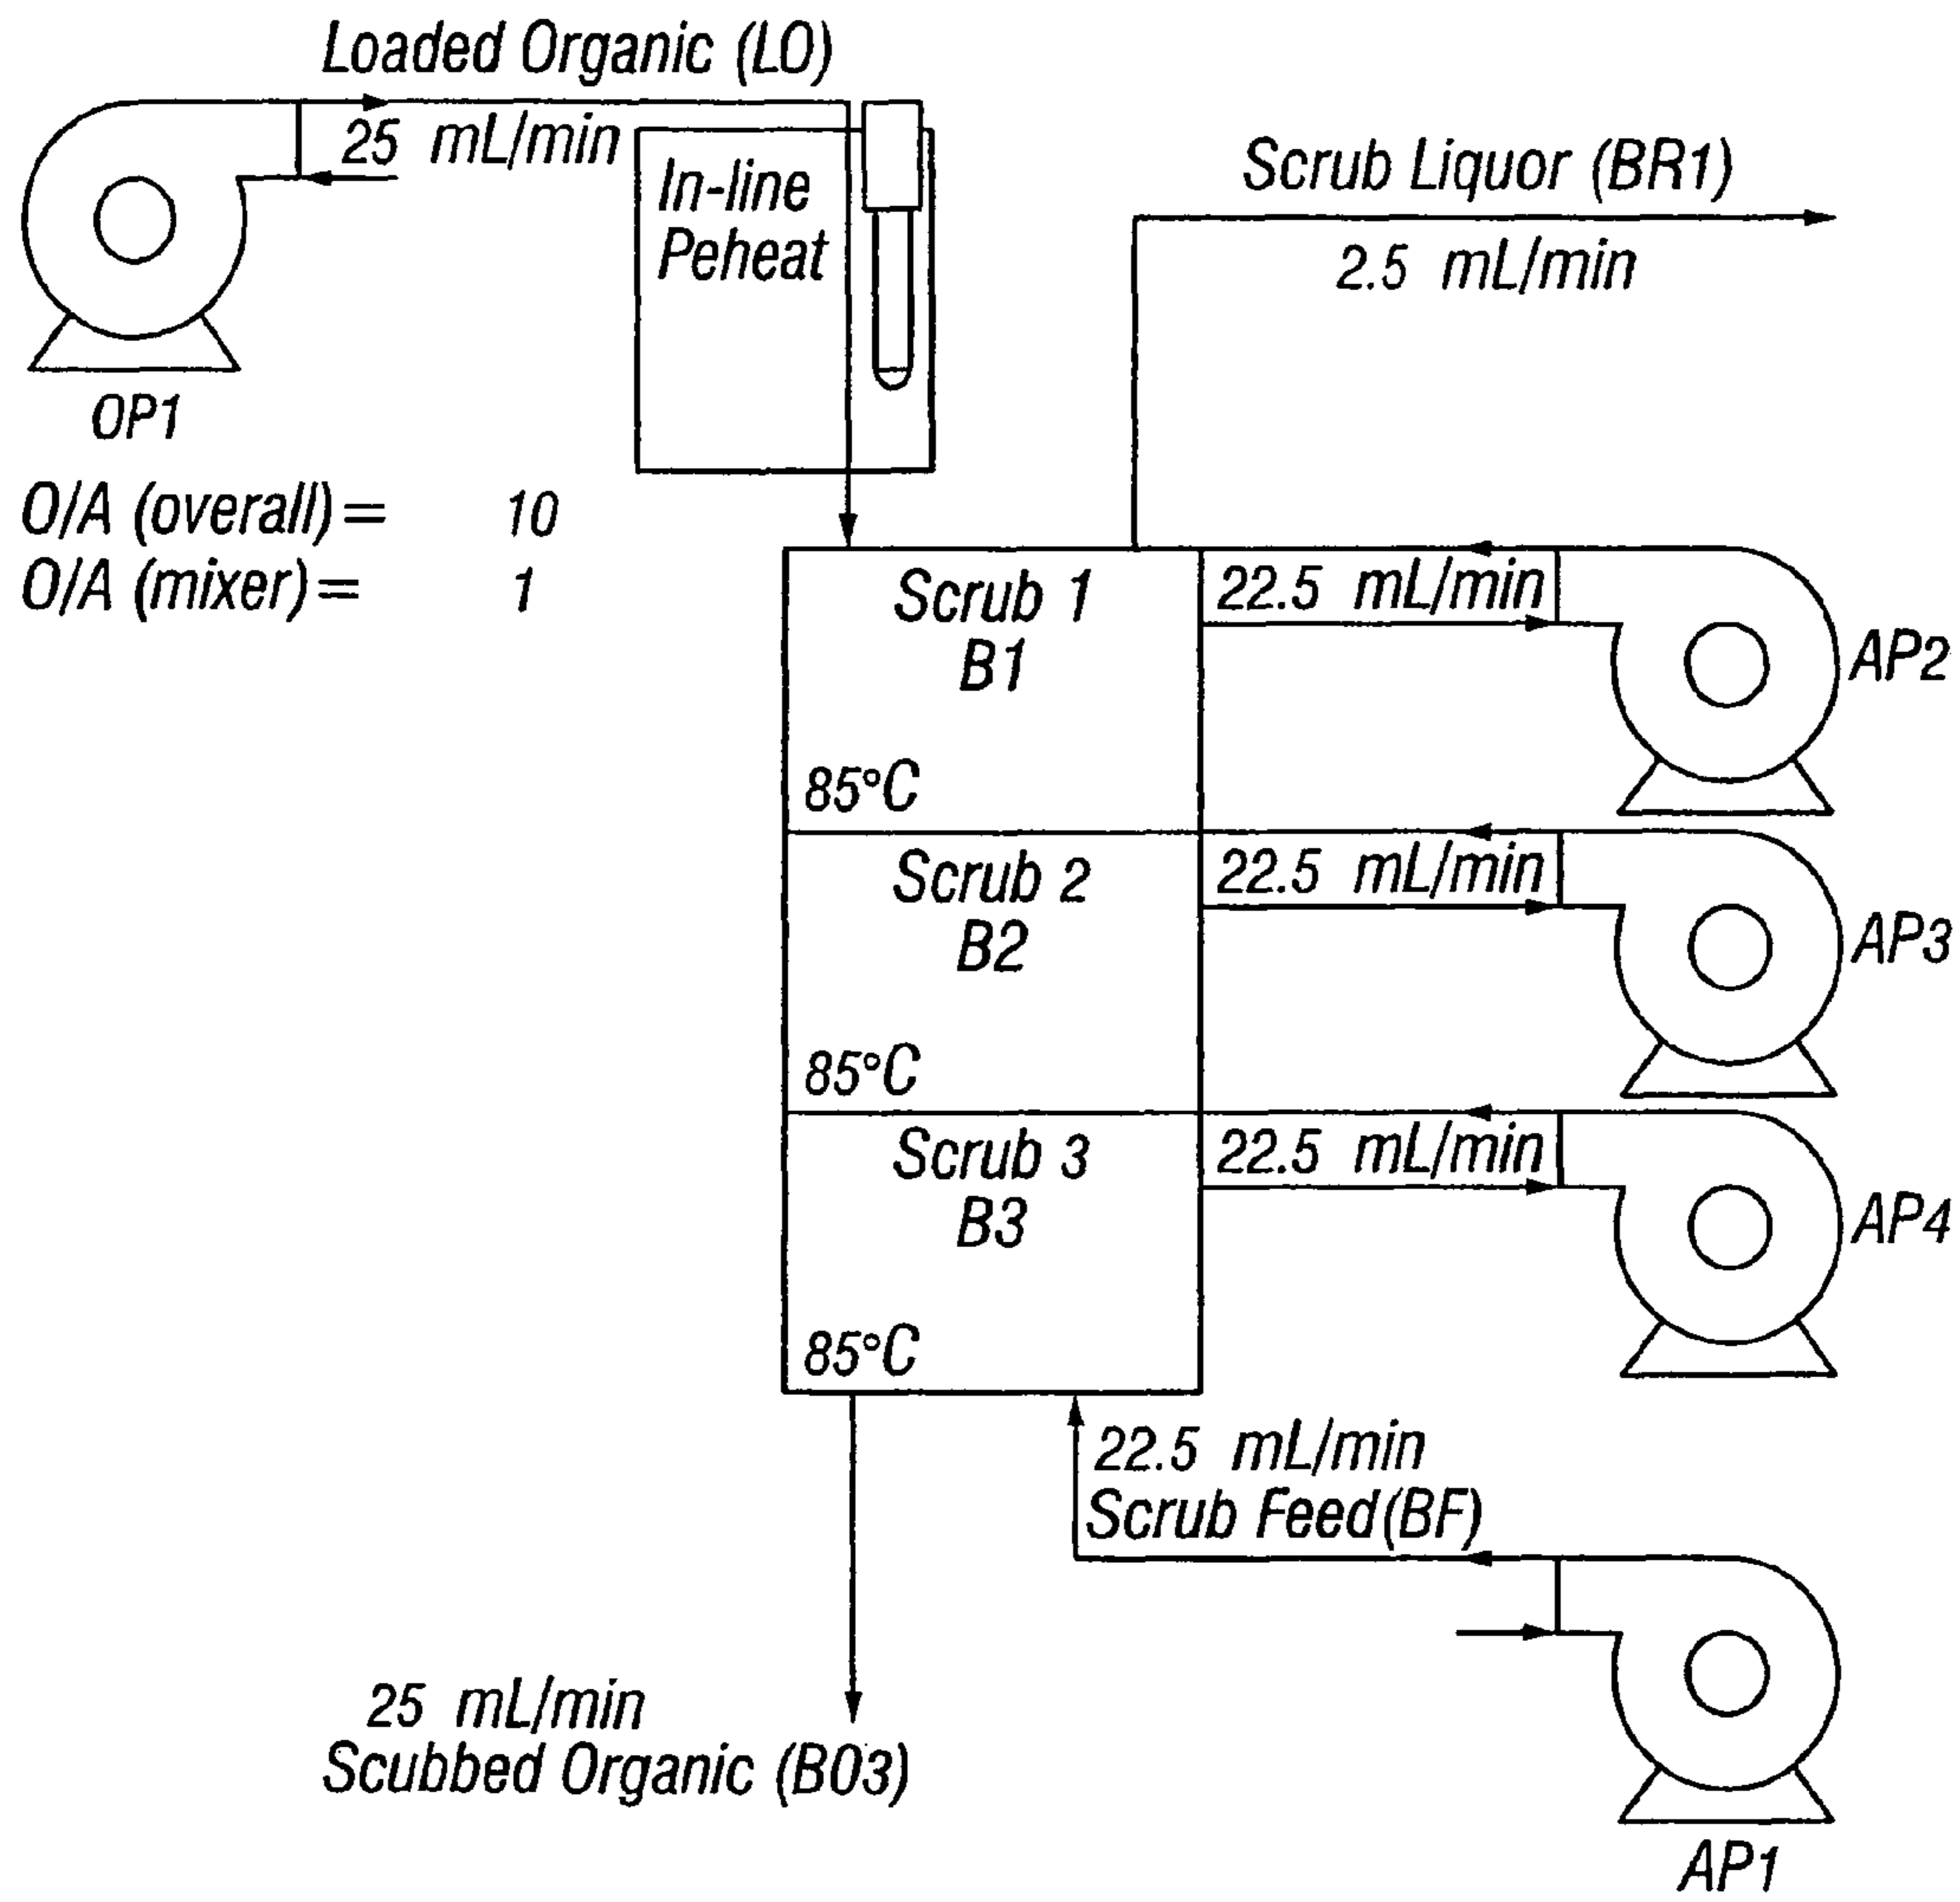 Loaded Organic (LO)
25 mL/min
In-line
Peheat
OP1
O/A (overall)= 10
O/A (mixer)= 1
Scrub Liquor (BR1)
2.5 mL/min
Scrub 1
B1
85°C
22.5 mL/min
AP2
Scrub 2
B2
85°C
22.5 mL/min
AP3
Scrub 3
B3
85°C
22.5 mL/min
AP4
22.5 mL/min
Scrub Feed(BF)
AP1
25 mL/min
Scubbed Organic (BO3)